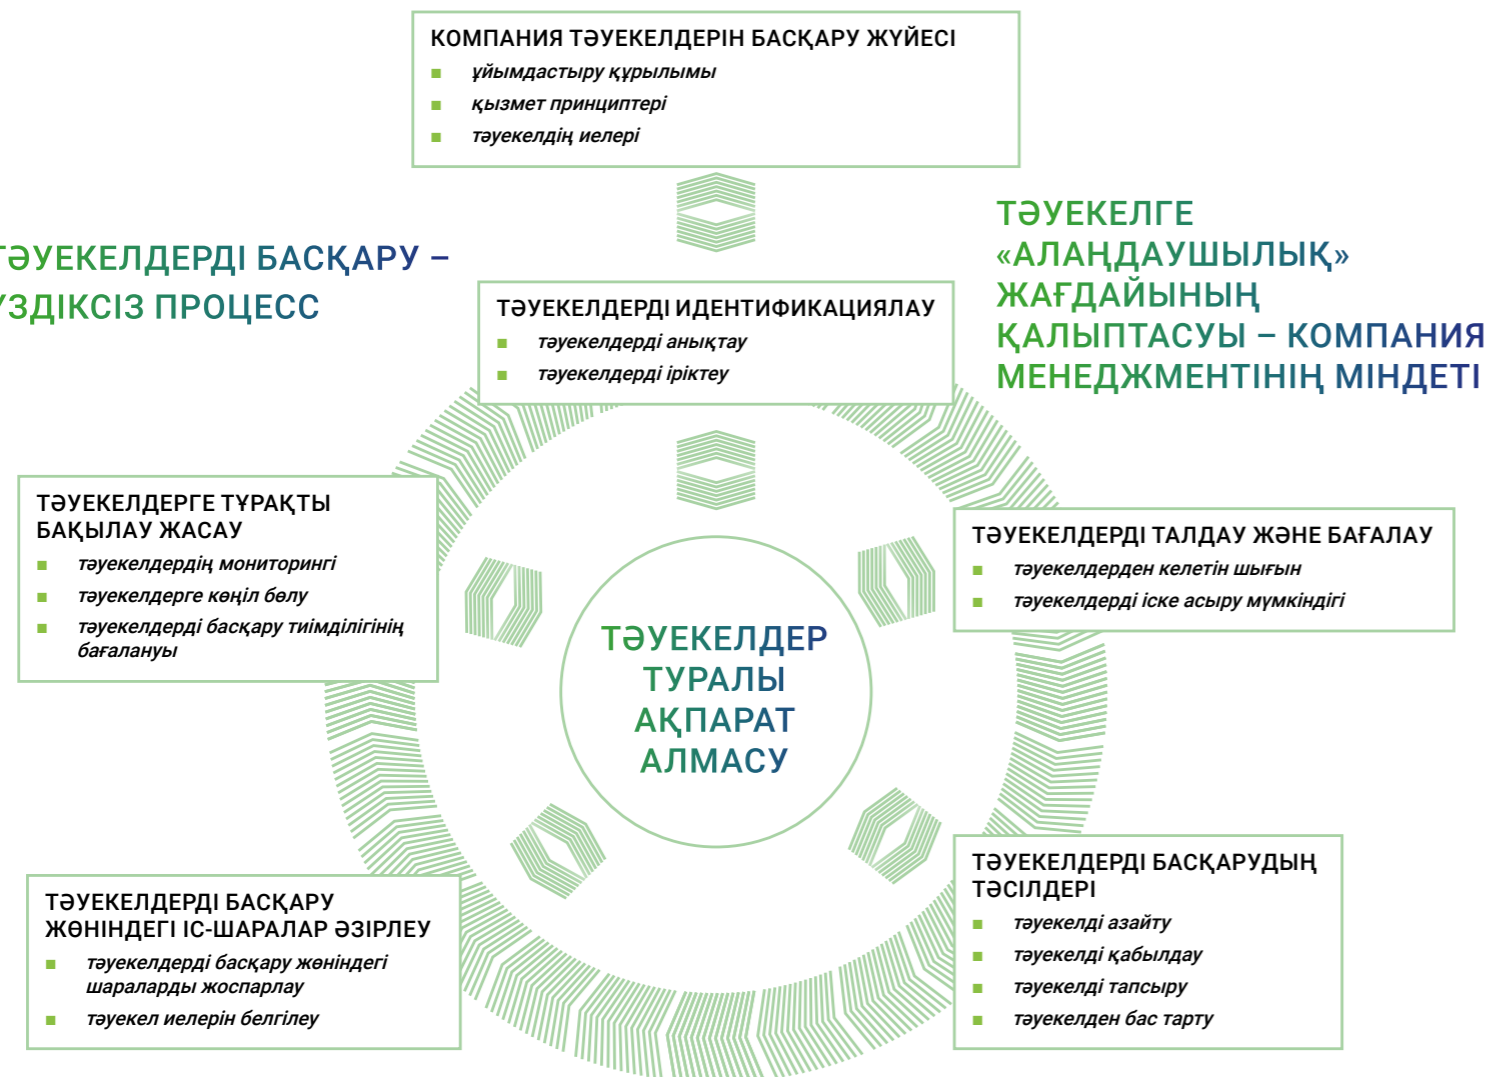 КОМПАНИЯ ТӘУЕКЕЛДЕРІН БАСҚАРУ ЖҮЙЕСІ
ұйымдастыру құрылымы
қызмет принциптері
тәуекелдің иелері
ТӘУЕКЕЛДЕРДІ БАСҚАРУ –
ҮЗДІКСІЗ ПРОЦЕСС
ТӘУЕКЕЛГЕ
«АЛАҢДАУШЫЛЫҚ»
ЖАҒДАЙЫНЫҢ
ҚАЛЫПТАСУЫ – КОМПАНИЯ
МЕНЕДЖМЕНТІНІҢ МІНДЕТІ
ТӘУЕКЕЛДЕРДІ ИДЕНТИФИКАЦИЯЛАУ
тәуекелдерді анықтау
тәуекелдерді іріктеу
ТӘУЕКЕЛДЕРГЕ ТҰРАҚТЫ
БАҚЫЛАУ ЖАСАУ
тәуекелдердің мониторингі
тәуекелдерге көңіл бөлу
тәуекелдерді басқару тиімділігінің
бағалануы
ТӘУЕКЕЛДЕРДІ ТАЛДАУ ЖӘНЕ БАҒАЛАУ
тәуекелдерден келетін шығын
тәуекелдерді іске асыру мүмкіндігі
ТӘУЕКЕЛДЕР
ТУРАЛЫ
АҚПАРАТ
АЛМАСУ
ТӘУЕКЕЛДЕРДІ БАСҚАРУ
ЖӨНІНДЕГІ ІС-ШАРАЛАР ӘЗІРЛЕУ
тәуекелдерді басқару жөніндегі
шараларды жоспарлау
тәуекел иелерін белгілеу
ТӘУЕКЕЛДЕРДІ БАСҚАРУДЫҢ
ТӘСІЛДЕРІ
тәуекелді азайту
тәуекелді қабылдау
тәуекелді тапсыру
тәуекелден бас тарту